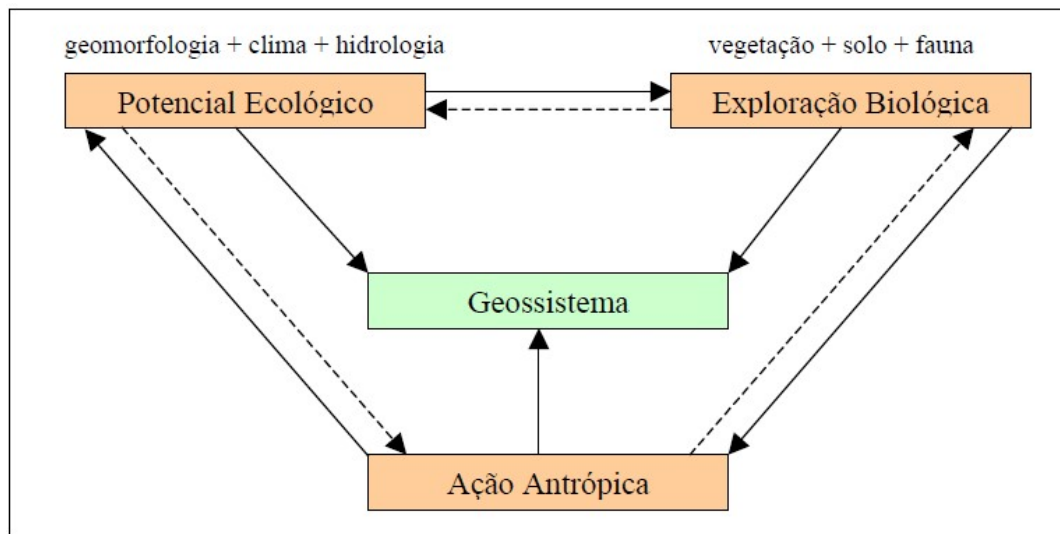 geomorfologia + clima + hidrologia
vegetação + solo + fauna
Potencial Ecológico
Exploração Biológica
Geossistema
Ação Antrópica